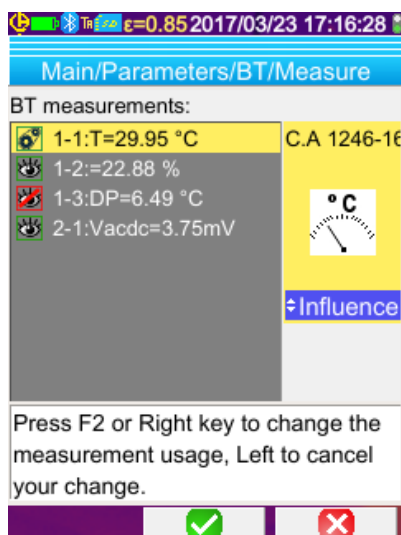 ε=0.85 2017/03/23 17:16:28
Main/Parameters/BT/Measure
BT measurements:
1-1:T=29.95 °C
C.A 1246-16
1-2:=22.88 %
1-3:DP=6.49 °C
2-1:Vacdc=3.75mV
°C
Influence
Press F2 or Right key to change the
measurement usage, Left to cancel
your change.